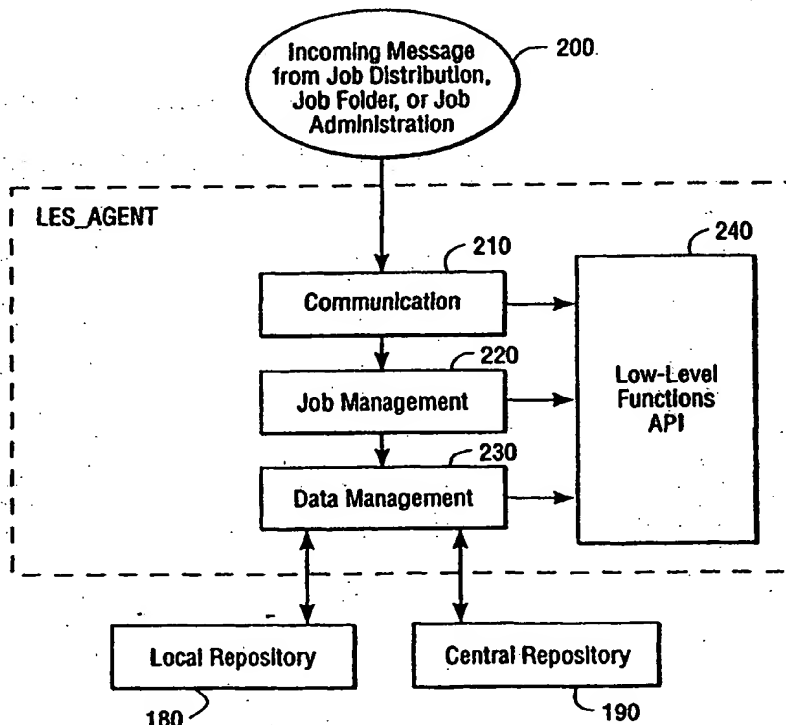 Incoming Message
from Job Distribution,
Job Folder, or Job
Administration
200
LES_AGENT
210
Communication
220
Job Management
230
Data Management
240
Low-Level
Functions
API
Local Repository
180
Central Repository
190